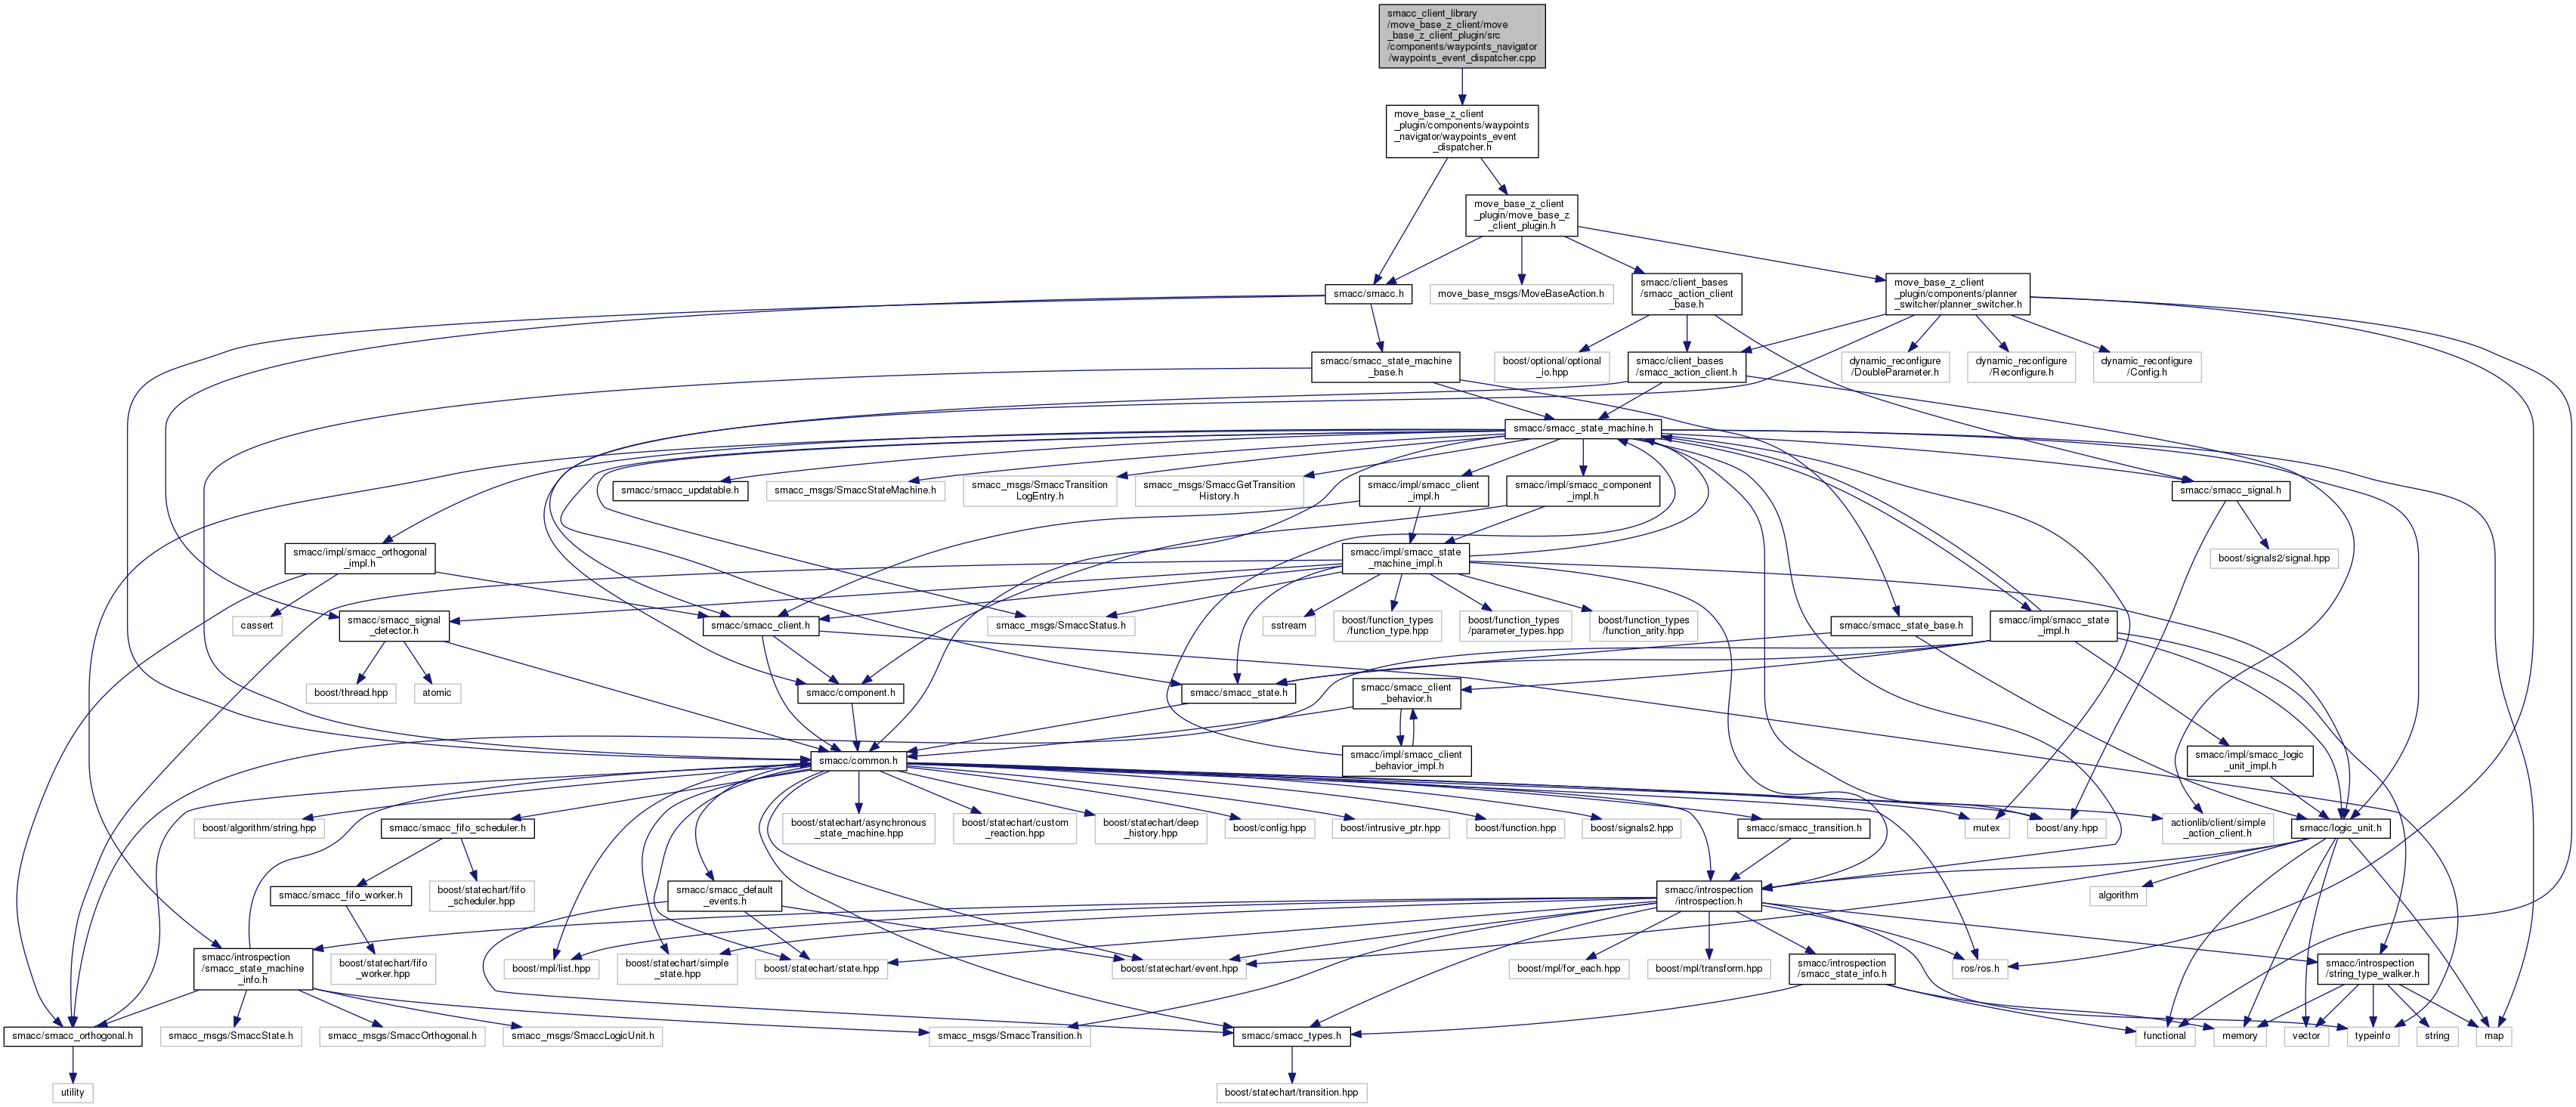 smacc_client_library
/move_base_z_client/move
_base_z_client_plugin/src
/components/waypoints_navigator
/waypoints_event_dispatcher.cpp
move_base_z_client
_plugin/components/waypoints
_navigator/waypoints_event
_dispatcher.h
move_base_z_client
_plugin/move_base_z
_client_plugin.h
smacc/smacc.h
move_base_msgs/MoveBaseAction.h
smacc/client_bases
/smacc_action_client
_base.h
move_base_z_client
_plugin/components/planner
_switcher/planner_switcher.h
smacc/smacc_state_machine
_base.h
boost/optional/optional
_io.hpp
smacc/client_bases
/smacc_action_client.h
dynamic_reconfigure
/DoubleParameter.h
dynamic_reconfigure
/Reconfigure.h
dynamic_reconfigure
/Config.h
smacc/smacc_state_machine.h
smacc/smacc_updatable.h
smacc_msgs/SmaccStateMachine.h
smacc_msgs/SmaccTransition
LogEntry.h
smacc_msgs/SmaccGetTransition
History.h
smacc/impl/smacc_client
_impl.h
smacc/impl/smacc_component
_impl.h
smacc/smacc_signal.h
smacc/impl/smacc_orthogonal
_impl.h
smacc/impl/smacc_state
_machine_impl.h
boost/signals2/signal.hpp
cassert
smacc/smacc_signal
_detector.h
smacc/smacc_client.h
smacc_msgs/SmaccStatus.h
sstream
boost/function_types
/function_type.hpp
boost/function_types
/parameter_types.hpp
boost/function_types
/function_arity.hpp
smacc/smacc_state_base.h
smacc/impl/smacc_state
_impl.h
boost/thread.hpp
atomic
smacc/component.h
smacc/smacc_state.h
smacc/smacc_client
_behavior.h
smacc/common.h
smacc/impl/smacc_client
_behavior_impl.h
smacc/impl/smacc_logic
_unit_impl.h
boost/algorithm/string.hpp
smacc/smacc_fifo_scheduler.h
boost/statechart/asynchronous
_state_machine.hpp
boost/statechart/custom
_reaction.hpp
boost/statechart/deep
_history.hpp
boost/config.hpp
boost/intrusive_ptr.hpp
boost/function.hpp
boost/signals2.hpp
smacc/smacc_transition.h
mutex
boost/any.hpp
actionlib/client/simple
_action_client.h
smacc/logic_unit.h
smacc/smacc_fifo_worker.h
boost/statechart/fifo
_scheduler.hpp
smacc/smacc_default
_events.h
smacc/introspection
/introspection.h
algorithm
smacc/introspection
/smacc_state_machine
_info.h
boost/statechart/fifo
_worker.hpp
boost/mpl/list.hpp
boost/statechart/simple
_state.hpp
boost/statechart/state.hpp
boost/statechart/event.hpp
boost/mpl/for_each.hpp
boost/mpl/transform.hpp
smacc/introspection
/smacc_state_info.h
ros/ros.h
smacc/introspection
/string_type_walker.h
smacc/smacc_orthogonal.h
smacc_msgs/SmaccState.h
smacc_msgs/SmaccOrthogonal.h
smacc_msgs/SmaccLogicUnit.h
smacc_msgs/SmaccTransition.h
smacc/smacc_types.h
functional
memory
vector
typeinfo
string
map
utility
boost/statechart/transition.hpp